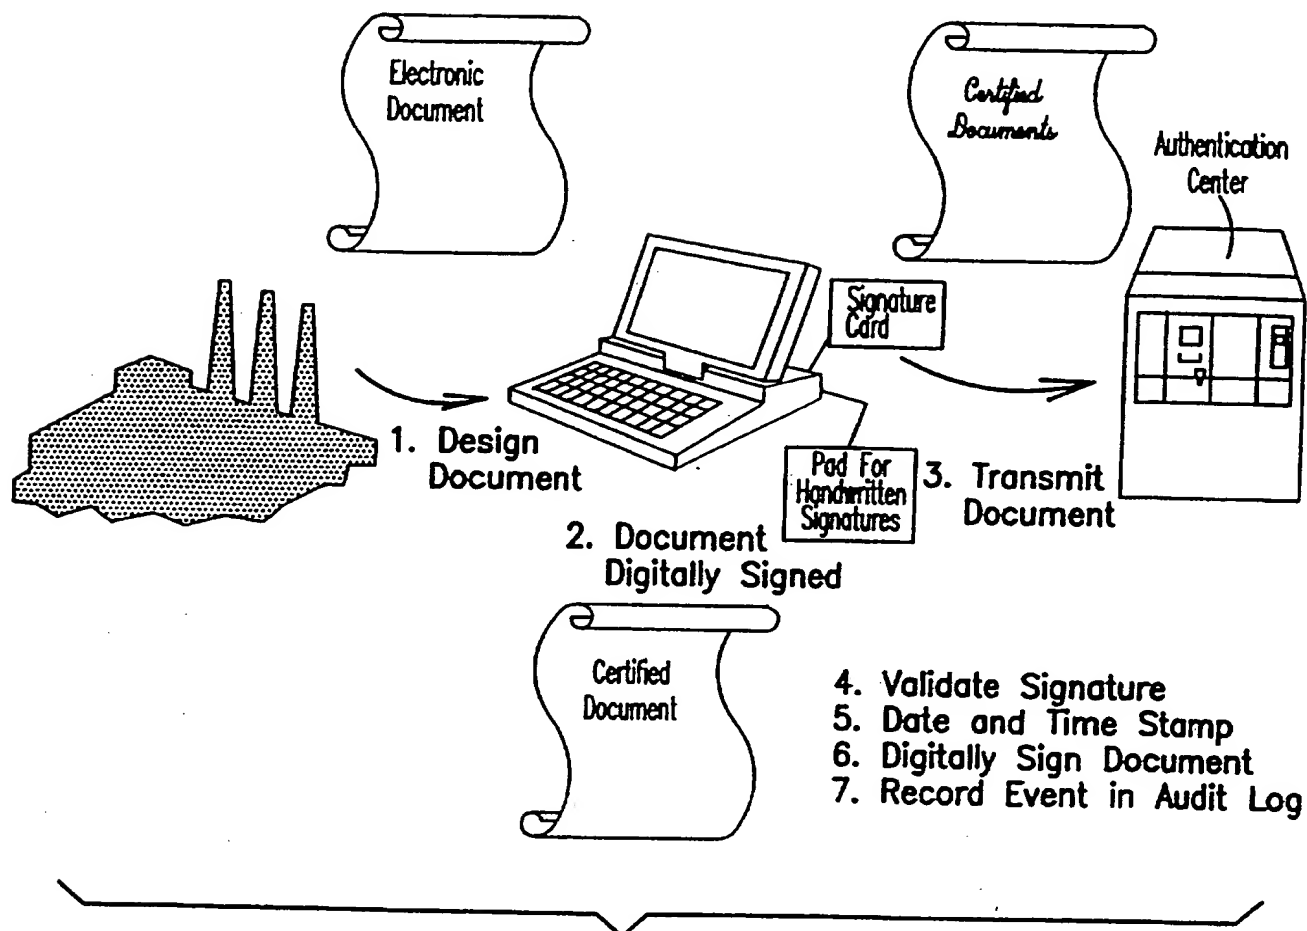 Electronic
Document
Certified
Documents
Authentication
Center
Signature
Card
1. Design
Document
Pad For
Handwritten
Signatures
3. Transmit
Document
2. Document
Digitally Signed
Certified
Document
4. Validate Signature
5. Date and Time Stamp
6. Digitally Sign Document
7. Record Event in Audit Log